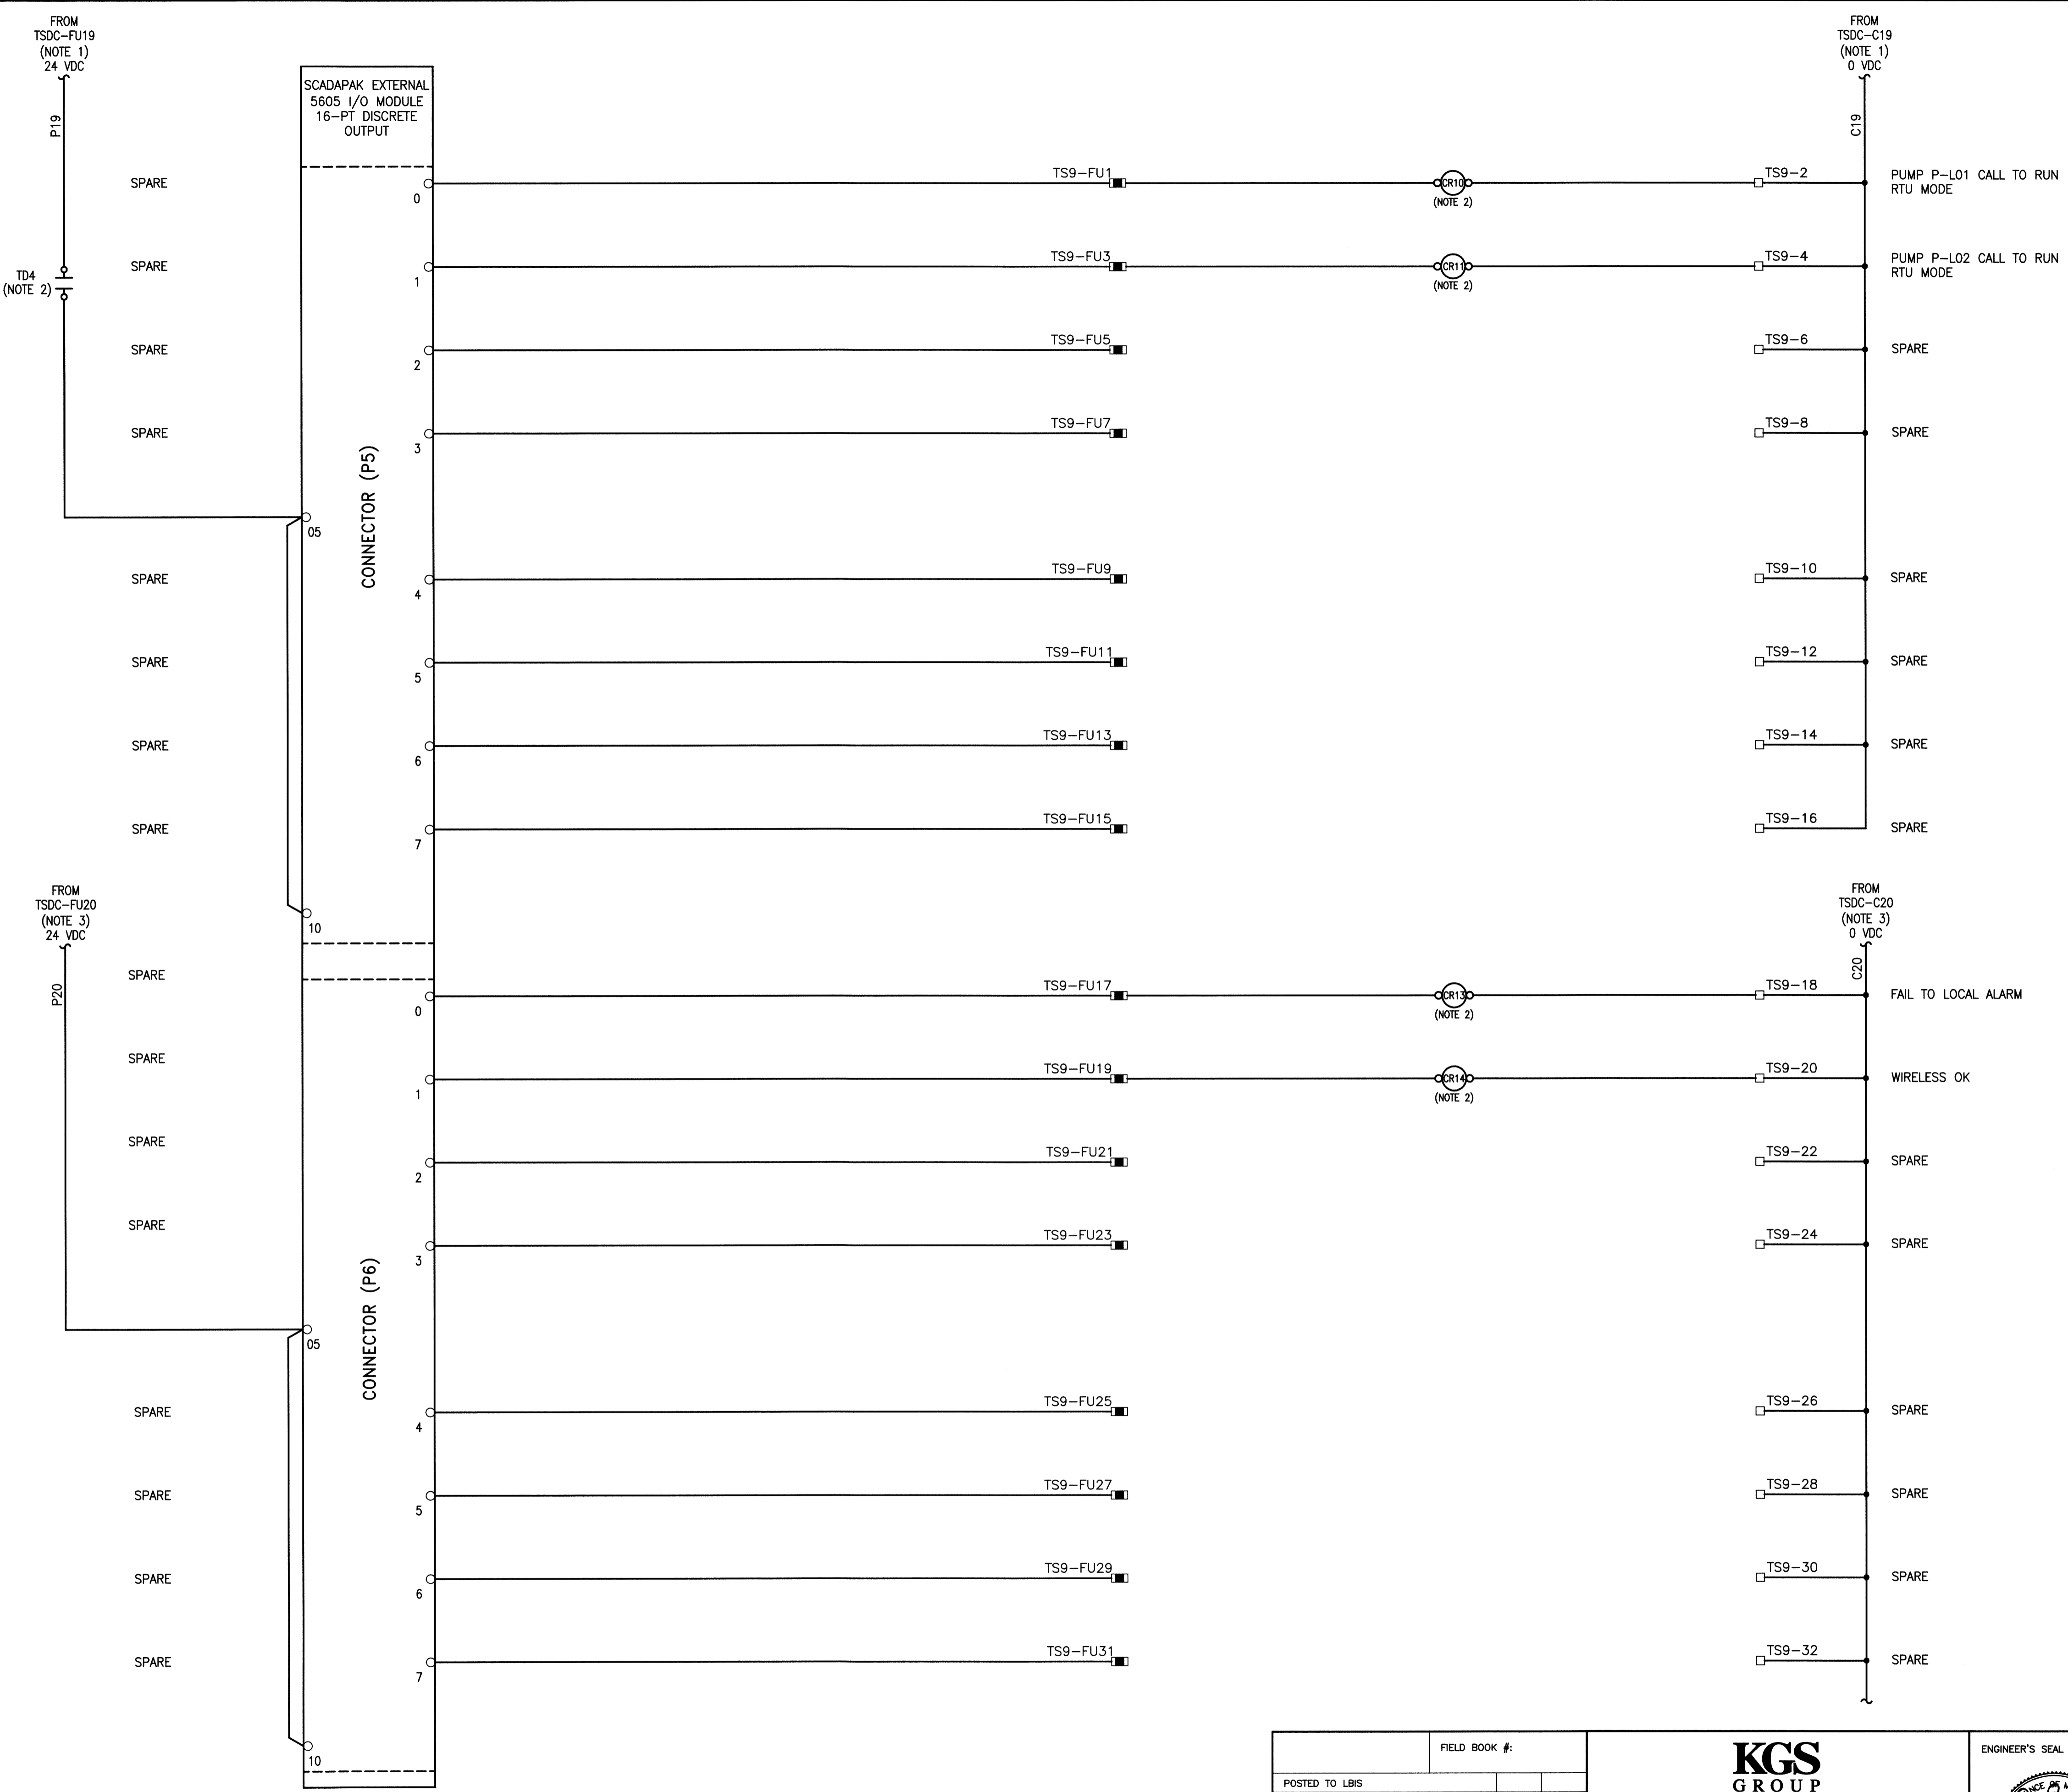 FROM
TSDC-FU19
(NOTE 1)
24 VDC
P19
TD4
(NOTE 2)
SPARE
SPARE
SPARE
SPARE
SPARE
SPARE
SPARE
SPARE
SCADAPAK EXTERNAL
5605 I/O MODULE
16-PT DISCRETE
OUTPUT
CONNECTOR (P5)
0
1
2
3
05
4
5
6
7
10
TS9-FU1
TS9-FU3
TS9-FU5
TS9-FU7
TS9-FU9
TS9-FU11
TS9-FU13
TS9-FU15
CR10
(NOTE 2)
CR11
(NOTE 2)
FROM
TSDC-C19
(NOTE 1)
0 VDC
C19
TS9-2
PUMP P-L01 CALL TO RUN
RTU MODE
TS9-4
PUMP P-L02 CALL TO RUN
RTU MODE
TS9-6
SPARE
TS9-8
SPARE
TS9-10
SPARE
TS9-12
SPARE
TS9-14
SPARE
TS9-16
SPARE
FROM
TSDC-FU20
(NOTE 3)
24 VDC
P20
SPARE
SPARE
SPARE
SPARE
SPARE
SPARE
SPARE
SPARE
CONNECTOR (P6)
0
1
2
3
05
4
5
6
7
10
TS9-FU17
TS9-FU19
TS9-FU21
TS9-FU23
TS9-FU25
TS9-FU27
TS9-FU29
TS9-FU31
CR13
(NOTE 2)
CR14
(NOTE 2)
FROM
TSDC-C20
(NOTE 3)
0 VDC
C20
TS9-18
FAIL TO LOCAL ALARM
TS9-20
WIRELESS OK
TS9-22
SPARE
TS9-24
SPARE
TS9-26
SPARE
TS9-28
SPARE
TS9-30
SPARE
TS9-32
SPARE
FIELD BOOK #:
POSTED TO LBIS
KGS
GROUP
ENGINEER'S SEAL